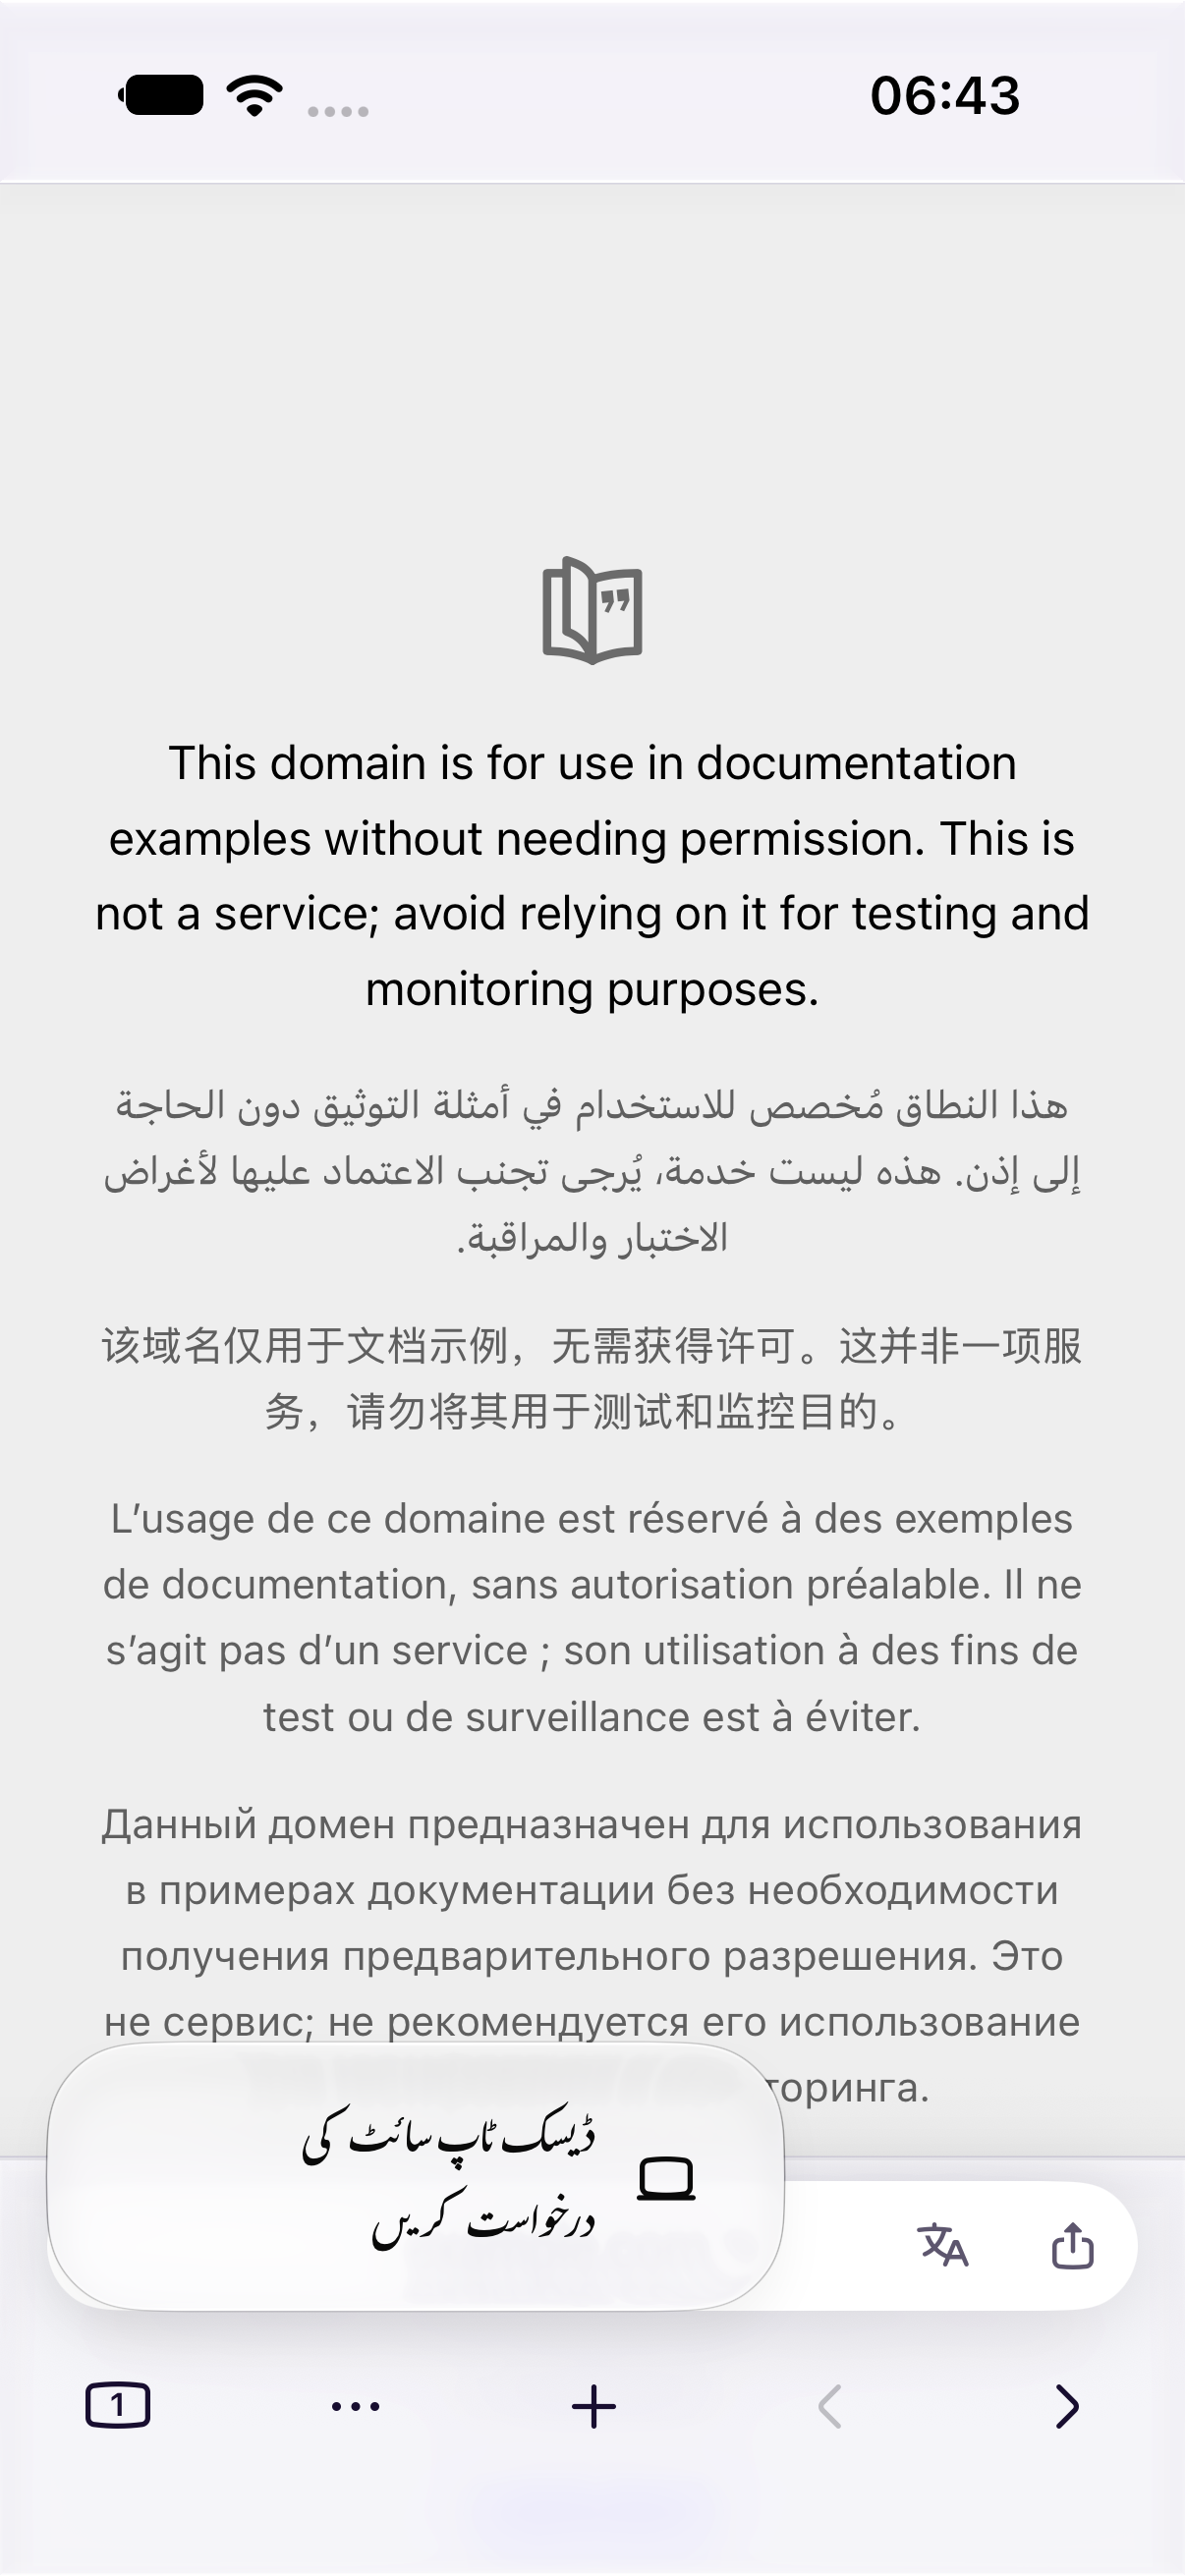 06:43
This domain is for use in documentation
examples without needing permission. This is
not a service; avoid relying on it for testing and
monitoring purposes.
هذا النطاق مُخصص للاستخدام في أمثلة التوثيق دون الحاجة
إلى إذن. هذه ليست خدمة، يُرجى تجنب الاعتماد عليها لأغراض
الاختبار والمراقبة.
该域名仅用于文档示例，无需获得许可。这并非一项服
务，请勿将其用于测试和监控目的。
L’usage de ce domaine est réservé à des exemples
de documentation, sans autorisation préalable. Il ne
s’agit pas d’un service ; son utilisation à des fins de
test ou de surveillance est à éviter.
Данный домен предназначен для использования
в примерах документации без необходимости
получения предварительного разрешения. Это
не сервис; не рекомендуется его использование
ڈیسک ٹاپ سائٹ کی
درخواست کریں
1